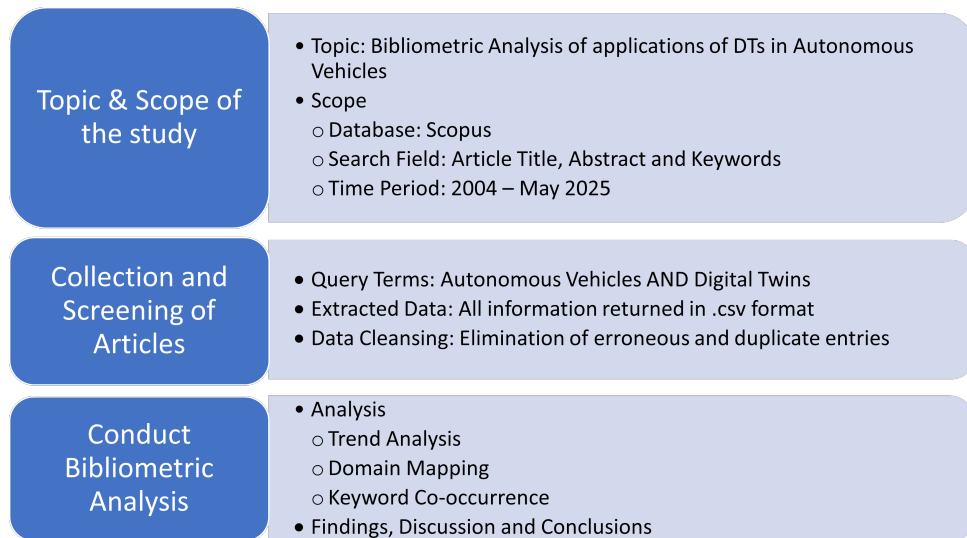 Topic & Scope of
the study
• Topic: Bibliometric Analysis of applications of DTs in Autonomous
Vehicles
• Scope
o Database: Scopus
o Search Field: Article Title, Abstract and Keywords
o Time Period: 2004 – May 2025
Collection and
Screening of
Articles
• Query Terms: Autonomous Vehicles AND Digital Twins
• Extracted Data: All information returned in .csv format
• Data Cleansing: Elimination of erroneous and duplicate entries
Conduct
Bibliometric
Analysis
• Analysis
o Trend Analysis
o Domain Mapping
o Keyword Co-occurrence
• Findings, Discussion and Conclusions